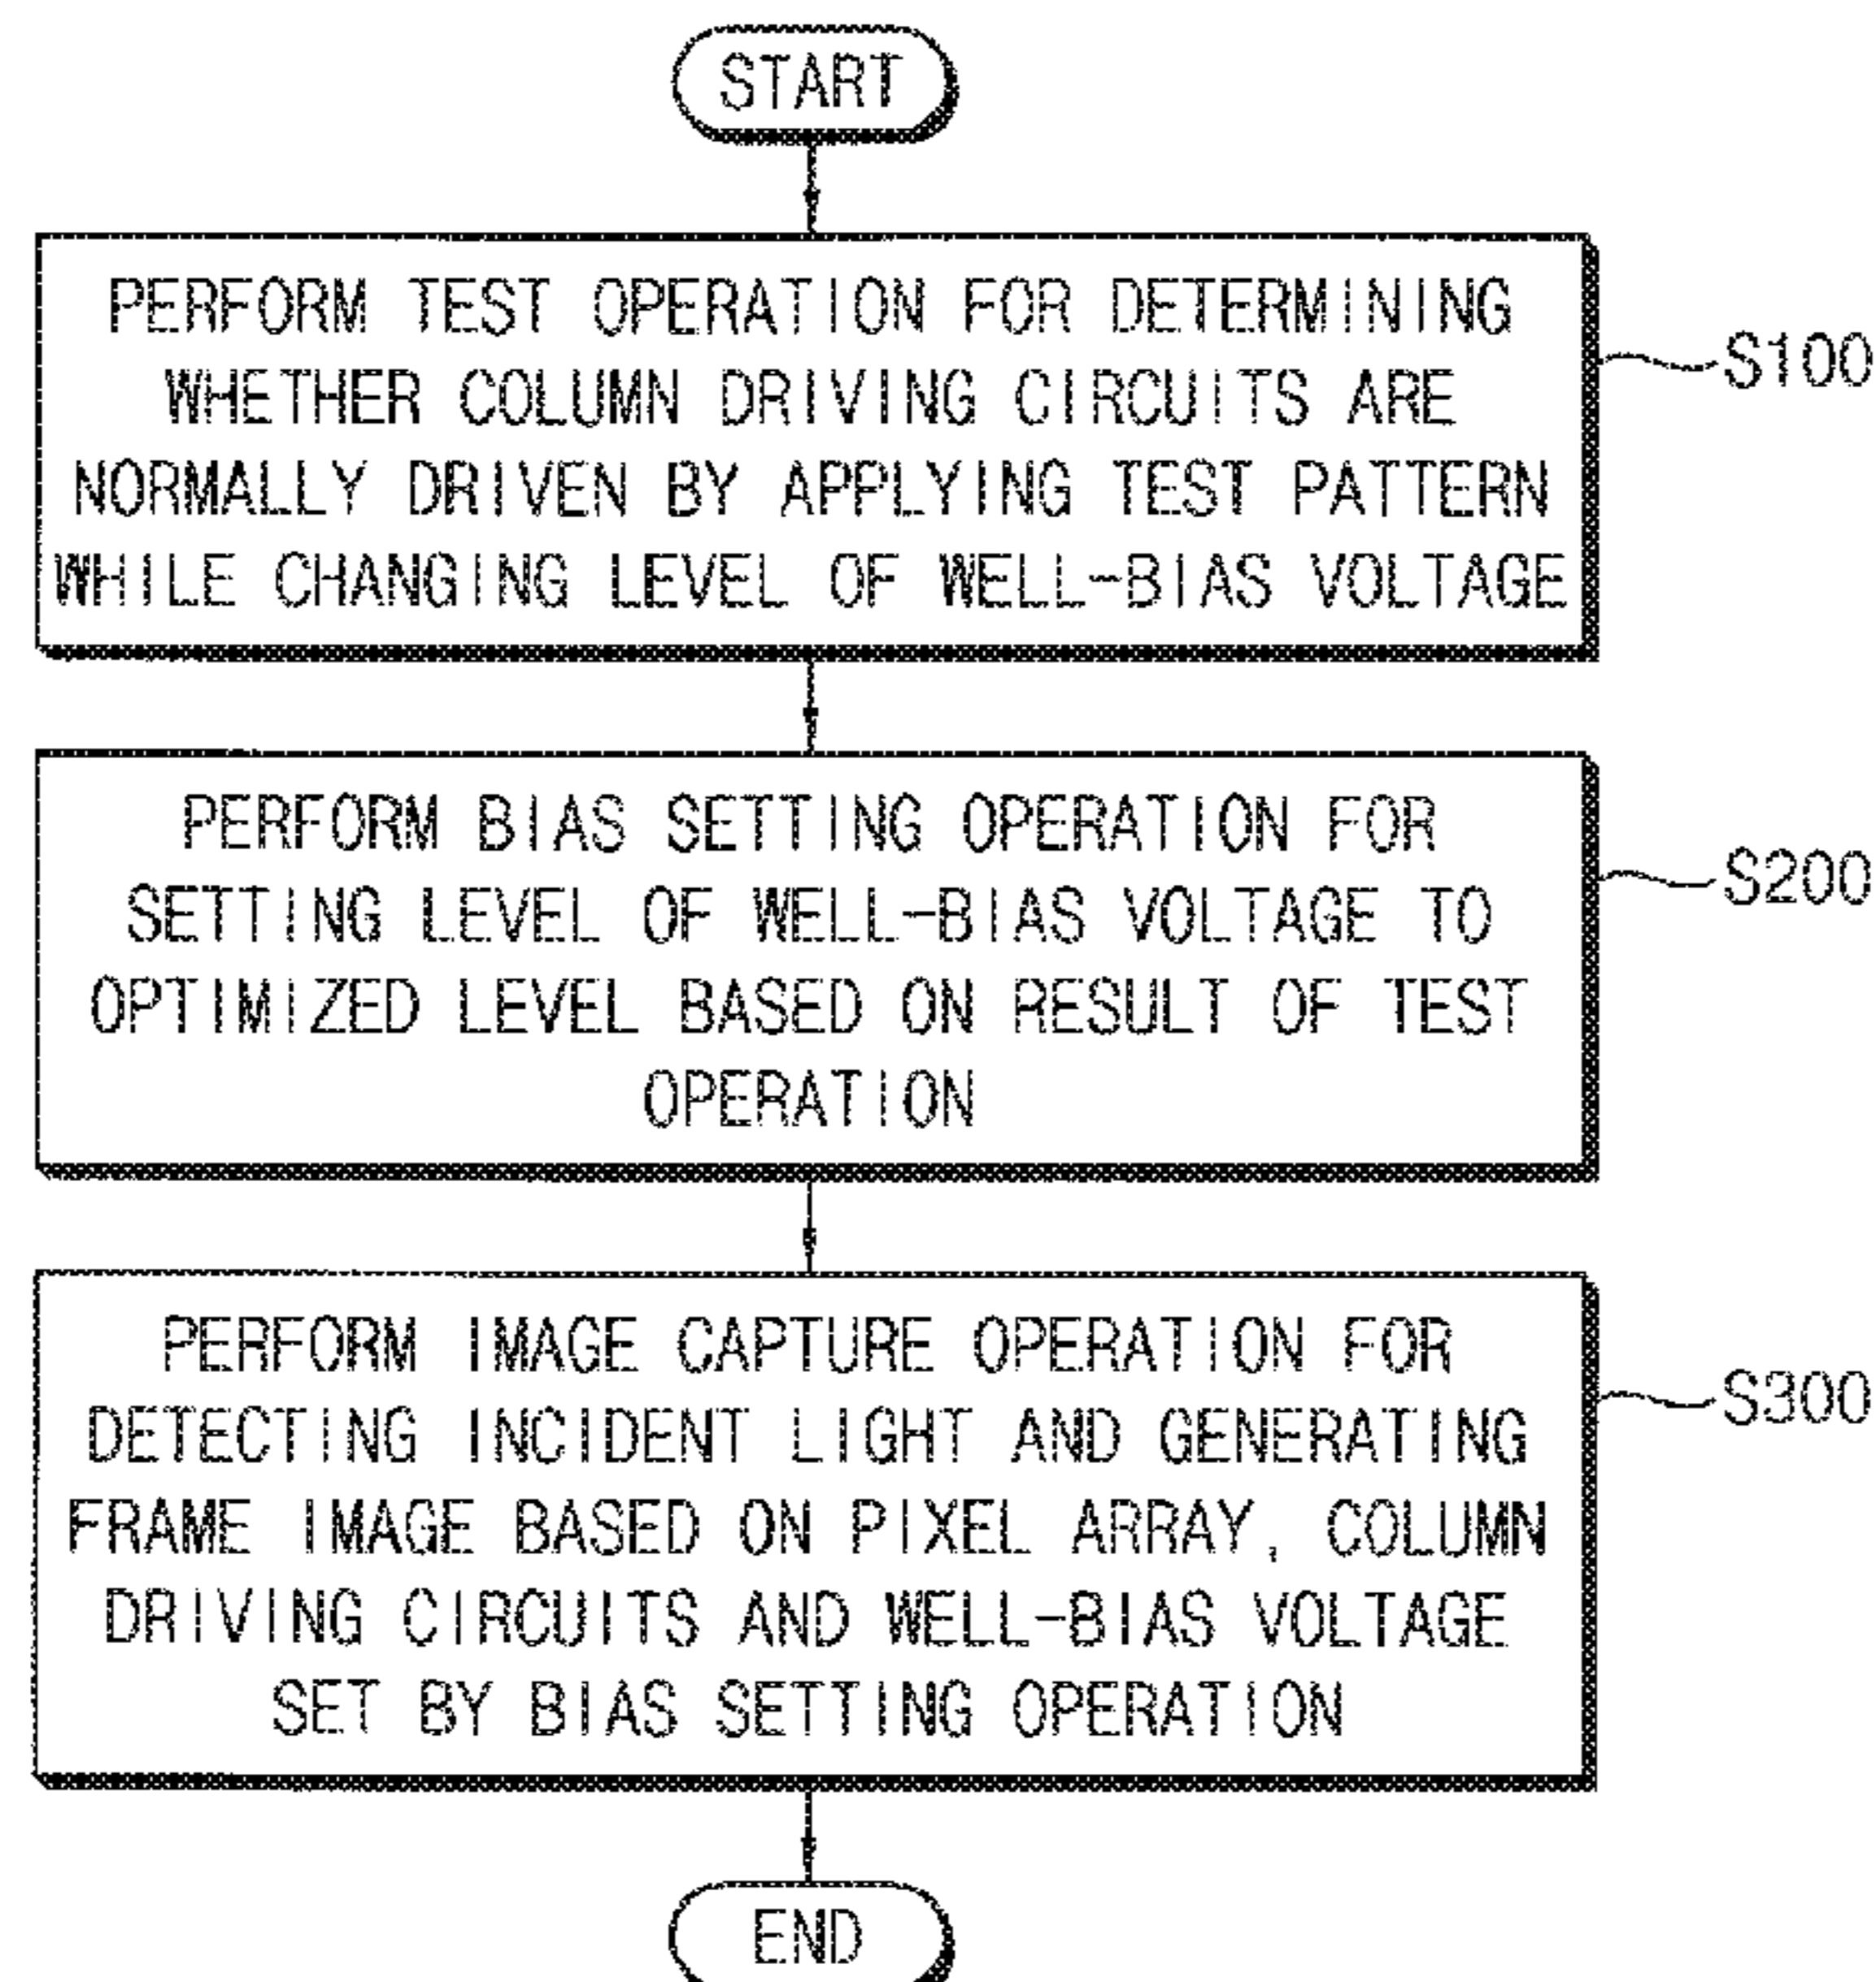 START
PERFORM TEST OPERATION FOR DETERMINING
WHETHER COLUMN DRIVING CIRCUITS ARE
NORMALLY DRIVEN BY APPLYING TEST PATTERN
WHILE CHANGING LEVEL OF WELL-BIAS VOLTAGE
S100
PERFORM BIAS SETTING OPERATION FOR
SETTING LEVEL OF WELL-BIAS VOLTAGE TO
OPTIMIZED LEVEL BASED ON RESULT OF TEST
OPERATION
S200
PERFORM IMAGE CAPTURE OPERATION FOR
DETECTING INCIDENT LIGHT AND GENERATING
FRAME IMAGE BASED ON PIXEL ARRAY, COLUMN
DRIVING CIRCUITS AND WELL-BIAS VOLTAGE
SET BY BIAS SETTING OPERATION
S300
END